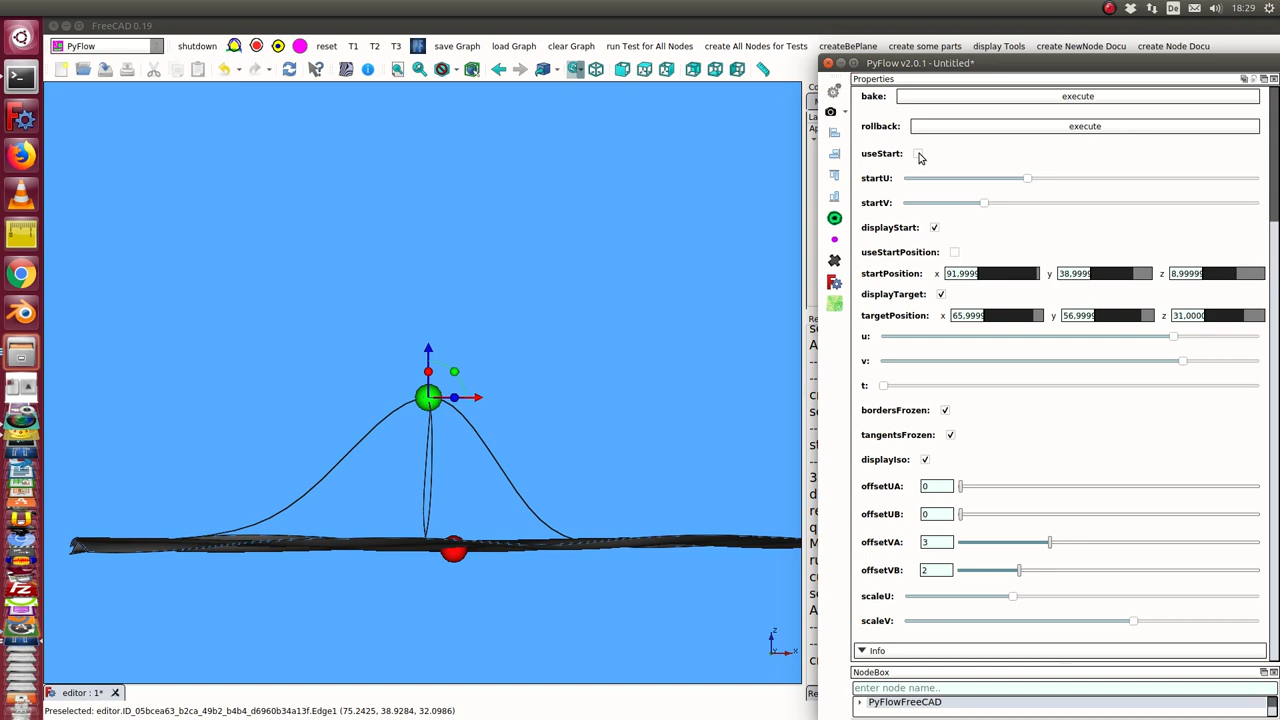 FreeCAD 0.19
De
18:29
PyFlow
shutdown
reset
T1
T2
T3
save Graph
load Graph
clear Graph
run Test for All Nodes
create All Nodes for Tests
createBePlane
create some parts
display Tools
create NewNode Docu
create Node Docu
PyFlow v2.0.1 - Untitled*
Properties
bake: execute
rollback: execute
useStart:
startU:
startV:
displayStart:
useStartPosition:
startPosition: x 91,9999 y 38,9999 z 8,99999
displayTarget:
targetPosition: x 65,9999 y 56,9999 z 31,0000
u:
v:
t:
bordersFrozen:
tangentsFrozen:
displayIso:
offsetUA: 0
offsetUB: 0
offsetVA: 3
offsetVB: 2
scaleU:
scaleV:
Info
NodeBox
enter node name..
PyFlowFreeCAD
z
x
editor : 1*
Preselected: editor.ID_05bcea63_b2ca_49b2_b4b4_d6960b34a13f.Edge1 (75.2425, 38.9284, 32.0986)